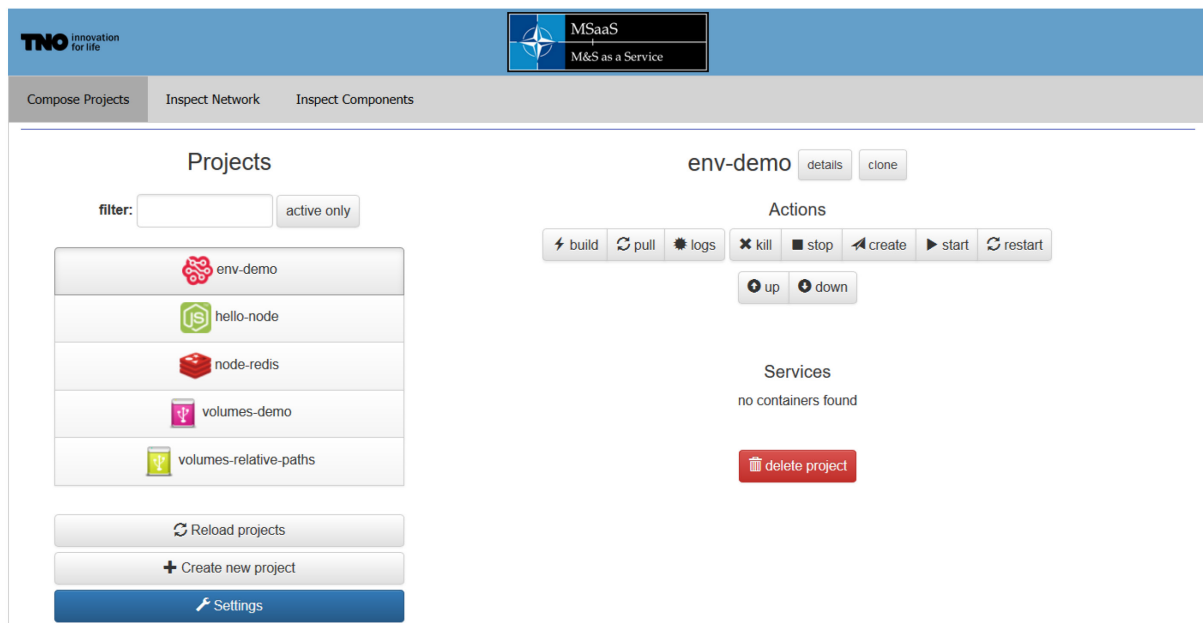 TNO innovation
for life
MSaaS
M&S as a Service
Compose Projects Inspect Network Inspect Components
Projects
filter: active only
env-demo
JS hello-node
node-redis
volumes-demo
volumes-relative-paths
Reload projects
Create new project
Settings
env-demo details clone
Actions
build pull logs kill stop create start restart
up down
Services
no containers found
delete project